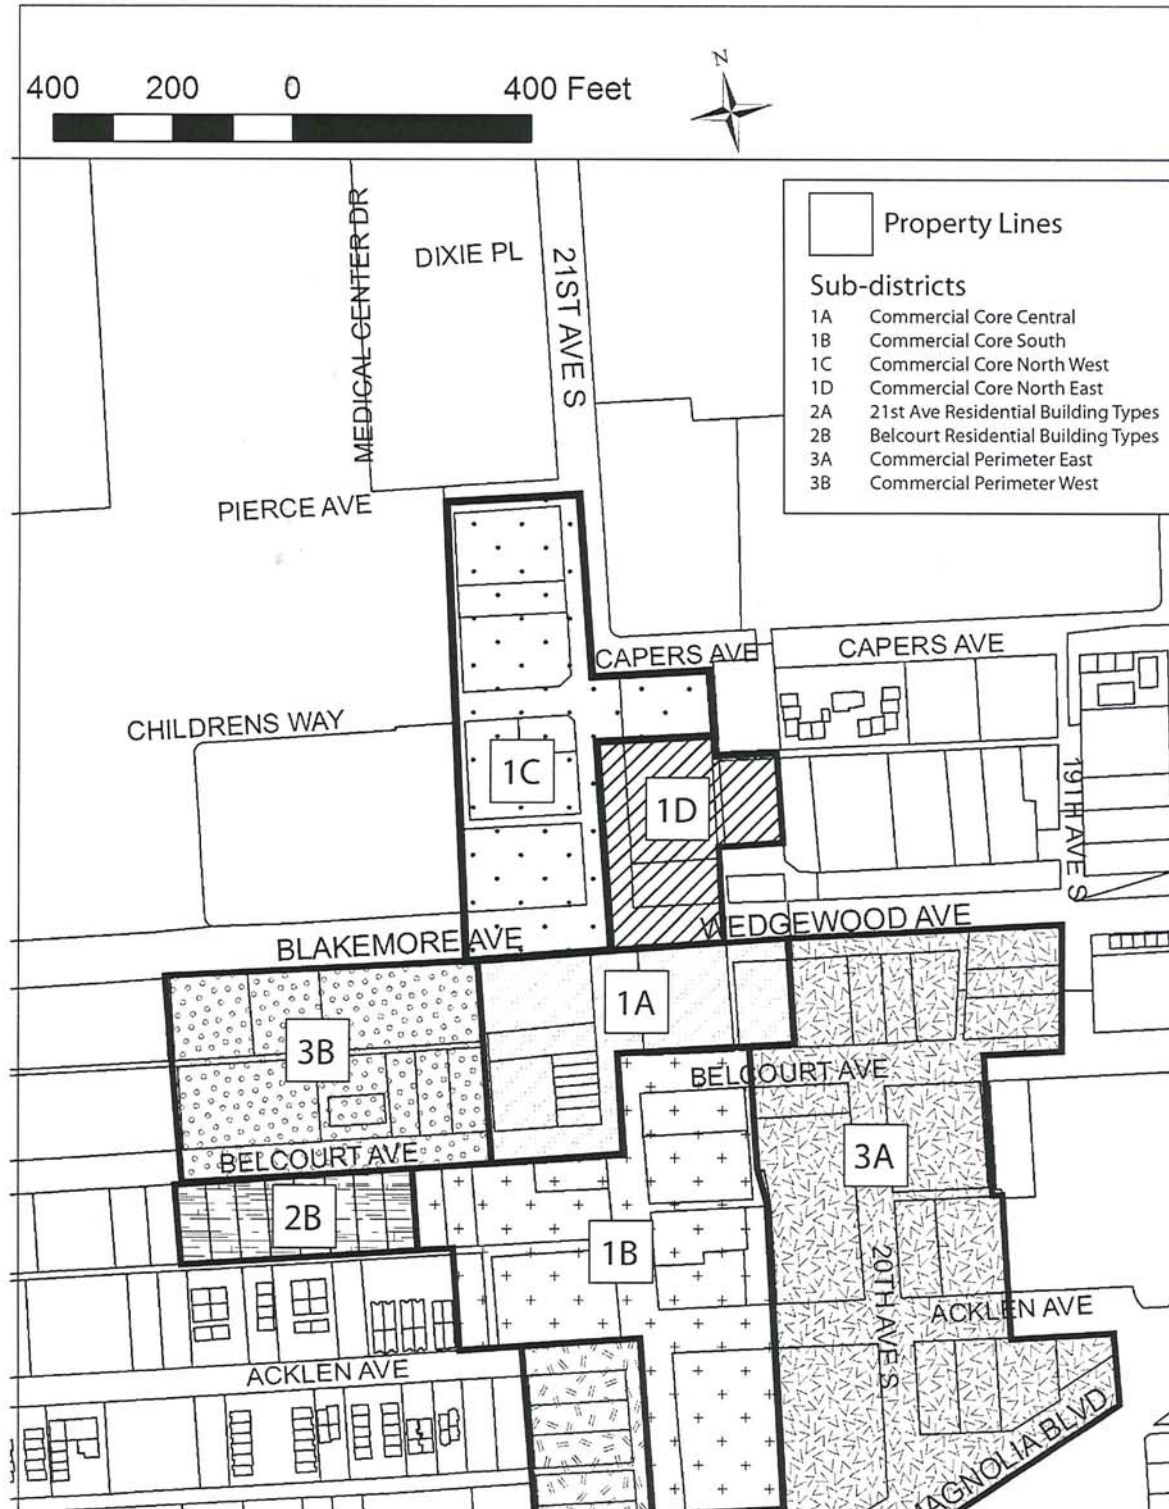 N
400 200 0 400 Feet
Property Lines
Sub-districts
1A Commercial Core Central
1B Commercial Core South
1C Commercial Core North West
1D Commercial Core North East
2A 21st Ave Residential Building Types
2B Belcourt Residential Building Types
3A Commercial Perimeter East
3B Commercial Perimeter West
MEDICAL CENTER DR
DIXIE PL
21ST AVE S
PIERCE AVE
CAPERS AVE
CAPERS AVE
CHILDRENS WAY
1C
1D
19TH AVE S
BLAKEMORE AVE
WEDGEWOOD AVE
1A
3B
BELCOURT AVE
BELCOURT AVE
3A
2B
1B
20TH AVE S
ACKLEN AVE
ACKLEN AVE
MAGNOLIA BLVD